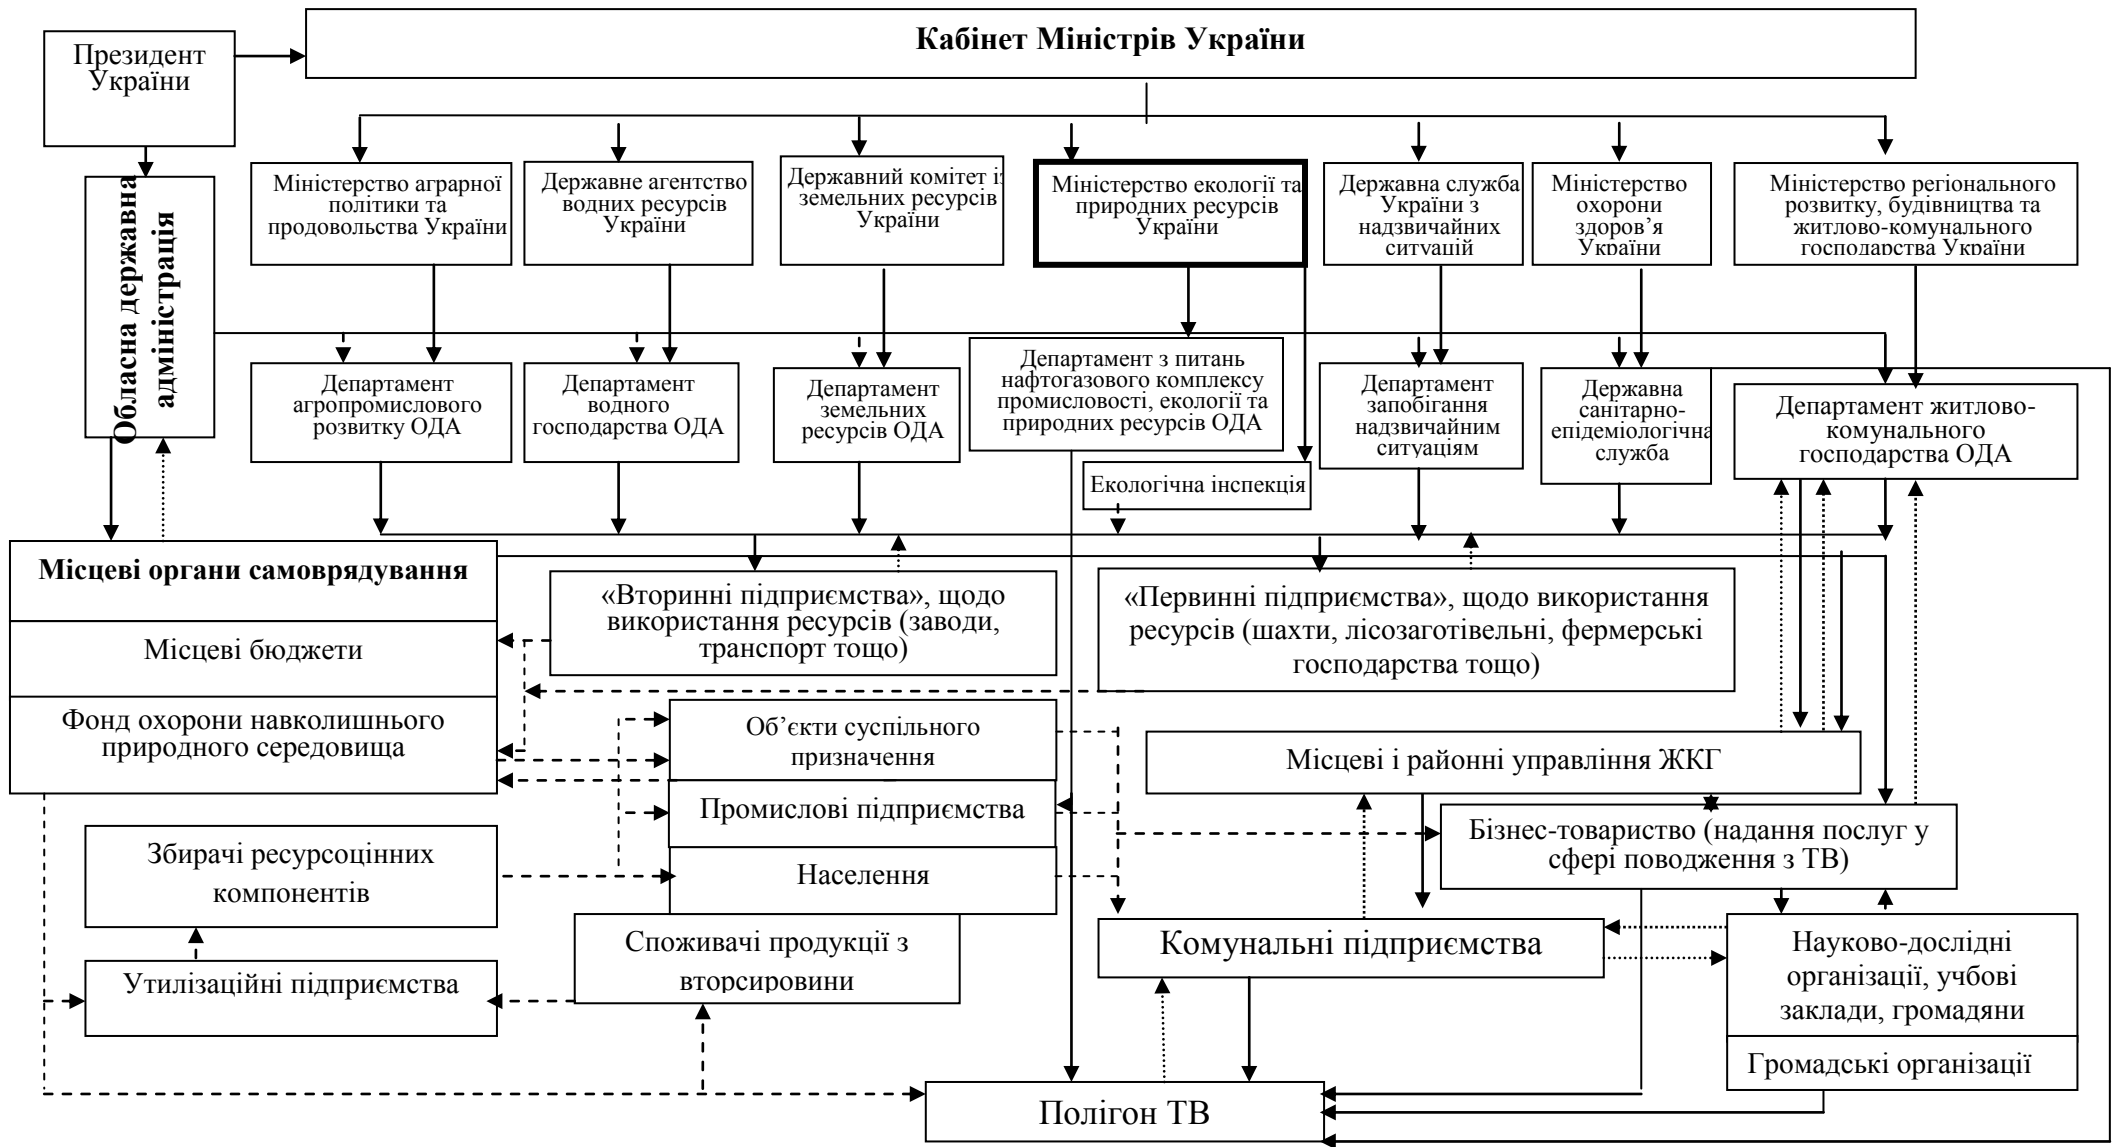 Кабінет Міністрів України
Президент
України
Обласна державна
адміністрація
Міністерство аграрної
політики та
продовольства України
Державне агентство
водних ресурсів
України
Державний комітет із
земельних ресурсів
України
Міністерство екології та
природних ресурсів
України
Державна служба
України з
надзвичайних
ситуацій
Міністерство
охорони
здоров’я
України
Міністерство регіонального
розвитку, будівництва та
житлово-комунального
господарства України
Департамент
агропромислового
розвитку ОДА
Департамент
водного
господарства ОДА
Департамент
земельних
ресурсів ОДА
Департамент з питань
нафтогазового комплексу
промисловості, екології та
природних ресурсів ОДА
Департамент
запобігання
надзвичайним
ситуаціям
Державна
санітарно-
епідеміологічна
служба
Департамент житлово-
комунального
господарства ОДА
Екологічна інспекція
Місцеві органи самоврядування
Місцеві бюджети
Фонд охорони навколишнього
природного середовища
«Вторинні підприємства», щодо
використання ресурсів (заводи,
транспорт тощо)
«Первинні підприємства», щодо використання
ресурсів (шахти, лісозаготівельні, фермерські
господарства тощо)
Об’єкти суспільного
призначення
Промислові підприємства
Населення
Місцеві і районні управління ЖКГ
Бізнес-товариство (надання послуг у
сфері поводження з ТВ)
Збирачі ресурсоцінних
компонентів
Утилізаційні підприємства
Споживачі продукції з
вторсировини
Комунальні підприємства
Науково-дослідні
організації, учбові
заклади, громадяни
Громадські організації
Полігон ТВ